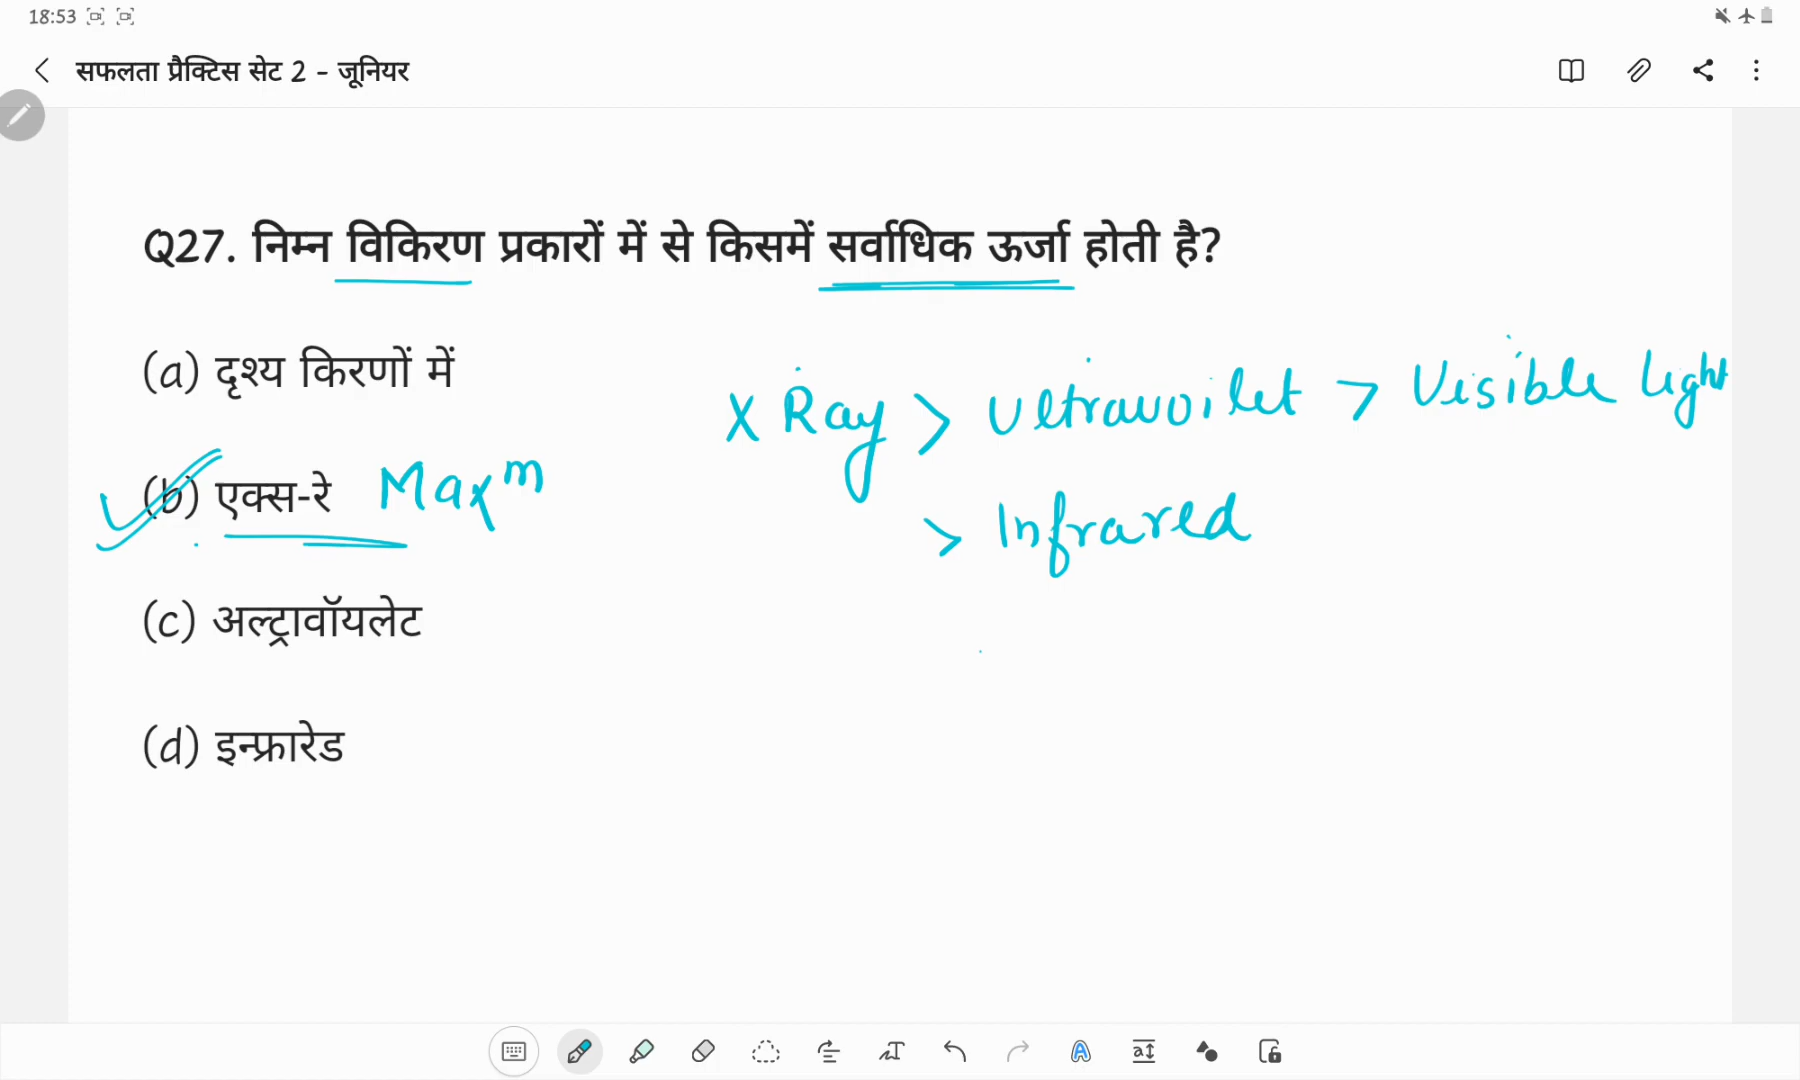 18:53
सफलता प्रैक्टिस सेट 2 - जूनियर
Q27. निम्न विकिरण प्रकारों में से किसमें सर्वाधिक ऊर्जा होती है?
(a) दृश्य किरणों में
X Ray > Ultravoilet > Visible light
(b) एक्स-रे Maxᵐ
> Infrared
(c) अल्ट्रावॉयलेट
(d) इन्फ्रारेड